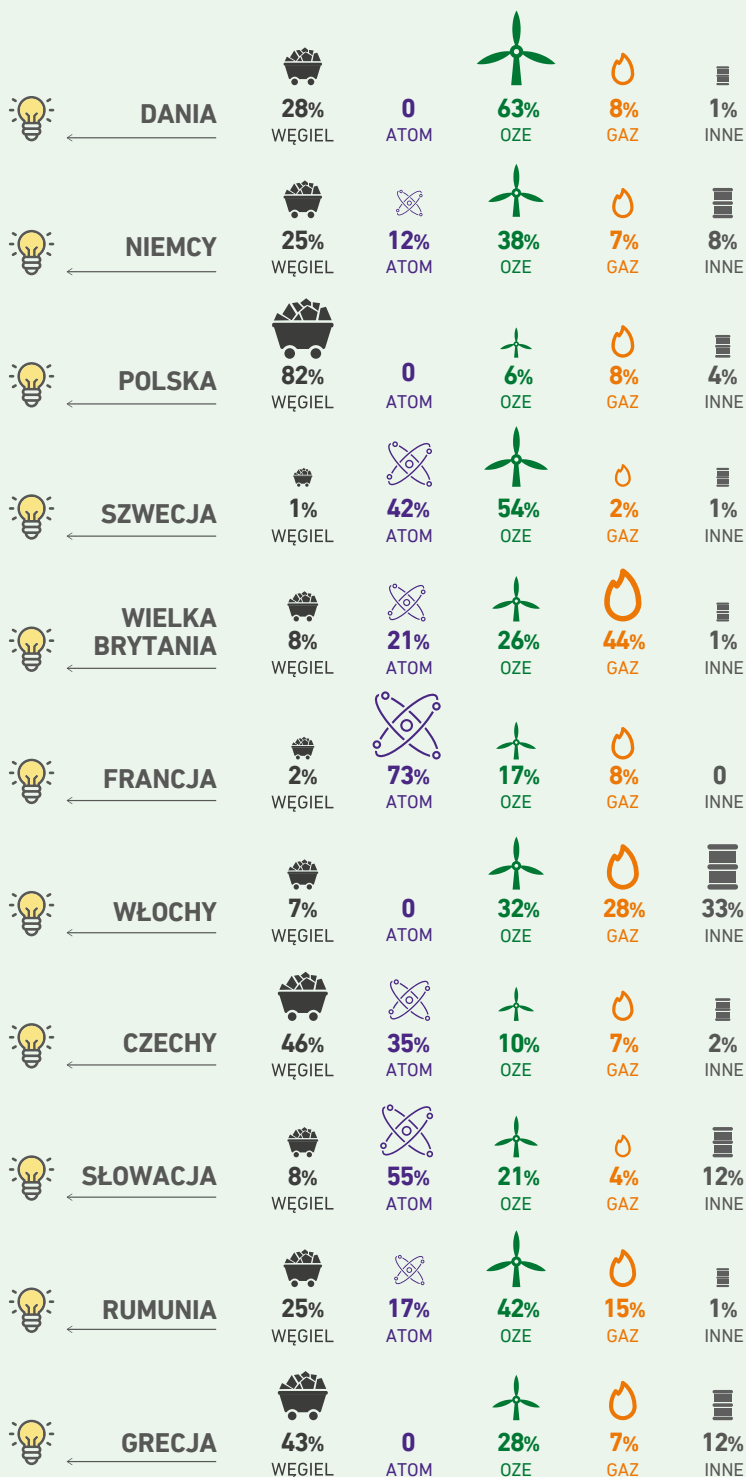 DANIA
28% 0 63% 8% 1%
WĘGIEL ATOM OZE GAZ INNE
NIEMCY
25% 12% 38% 7% 8%
WĘGIEL ATOM OZE GAZ INNE
POLSKA
82% 0 6% 8% 4%
WĘGIEL ATOM OZE GAZ INNE
SZWECJA
1% 42% 54% 2% 1%
WĘGIEL ATOM OZE GAZ INNE
WIELKA
BRYTANIA
8% 21% 26% 44% 1%
WĘGIEL ATOM OZE GAZ INNE
FRANCJA
2% 73% 17% 8% 0
WĘGIEL ATOM OZE GAZ INNE
WŁOCHY
7% 0 32% 28% 33%
WĘGIEL ATOM OZE GAZ INNE
CZECHY
46% 35% 10% 7% 2%
WĘGIEL ATOM OZE GAZ INNE
SŁOWACJA
8% 55% 21% 4% 12%
WĘGIEL ATOM OZE GAZ INNE
RUMUNIA
25% 17% 42% 15% 1%
WĘGIEL ATOM OZE GAZ INNE
GRECJA
43% 0 28% 7% 12%
WĘGIEL ATOM OZE GAZ INNE